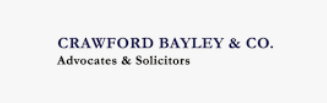 CRAWFORD BAYLEY & CO.
Advocates & Solicitors